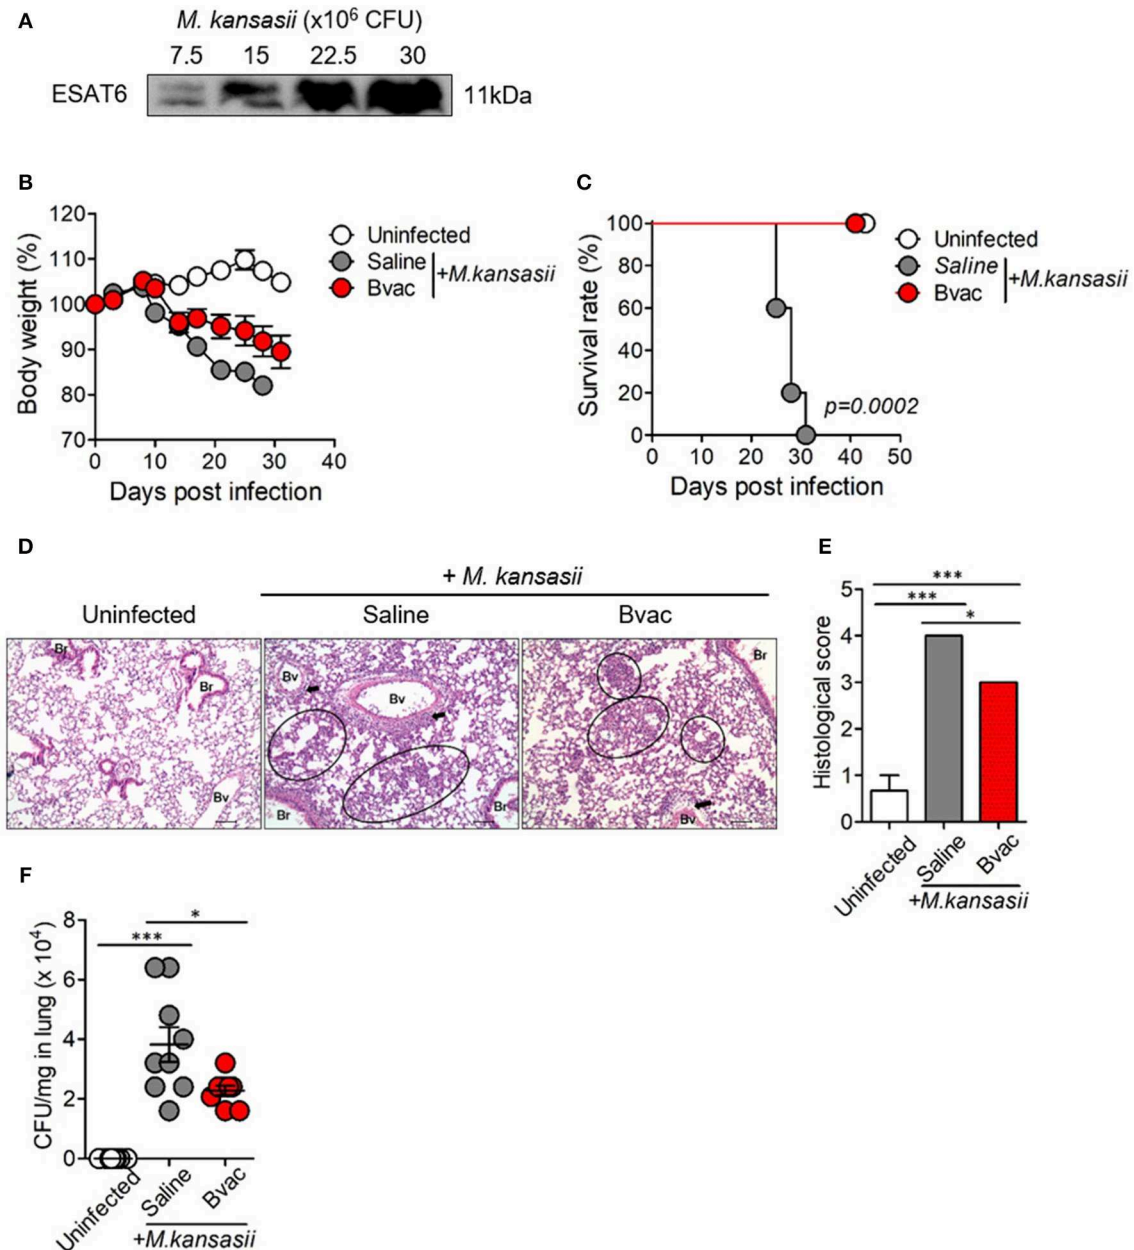 A
M. kansasii (x10⁶ CFU)
7.5 15 22.5 30
ESAT6 11kDa
B
120
110
100
90
80
70
Body weight (%)
0 10 20 30 40
Days post infection
Uninfected
Saline
Bvac
+M.kansasii
C
100
80
60
40
20
0
Survival rate (%)
0 10 20 30 40 50
Days post infection
Uninfected
Saline
Bvac
+M.kansasii
p=0.0002
D
+ M. kansasii
Uninfected Saline Bvac
Br
Br
Bv
Bv
Bv
Br
Br
Br
Bv
E
5
4
3
2
1
0
Histological score
***
***
*
Uninfected
Saline
Bvac
+M.kansasii
F
8
6
4
2
0
CFU/mg in lung (x 10⁴)
*
***
Uninfected
Saline
Bvac
+M.kansasii